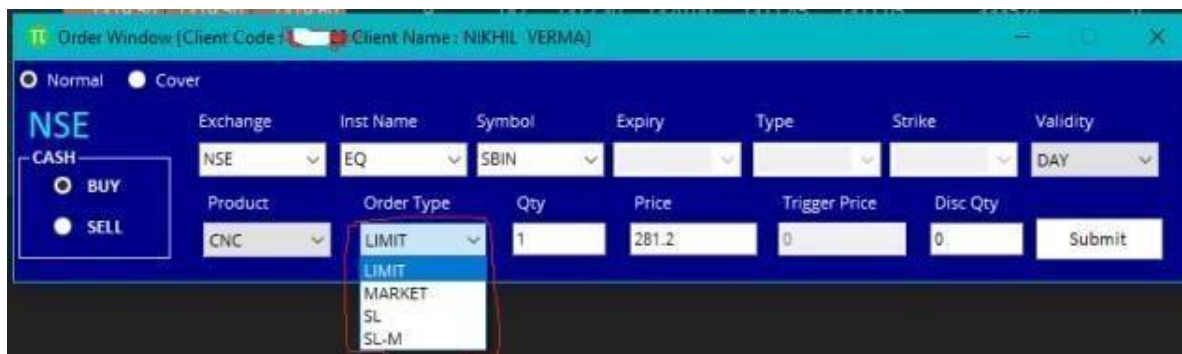 π Order Window [Client Code : Client Name : NIKHIL VERMA]
Normal Cover
NSE
Exchange Inst Name Symbol Expiry Type Strike Validity
CASH
NSE EQ SBIN DAY
BUY
Product Order Type Qty Price Trigger Price Disc Qty
SELL
CNC LIMIT 1 281.2 0 0 Submit
LIMIT
MARKET
SL
SL-M